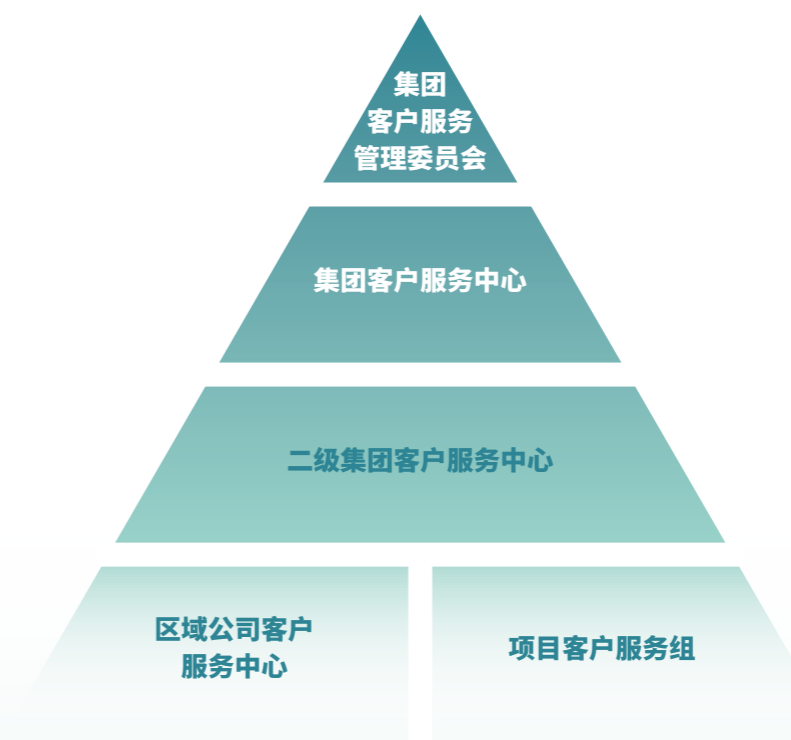 集团
客户服务
管理委员会
集团客户服务中心
二级集团客户服务中心
区域公司客户
服务中心
项目客户服务组